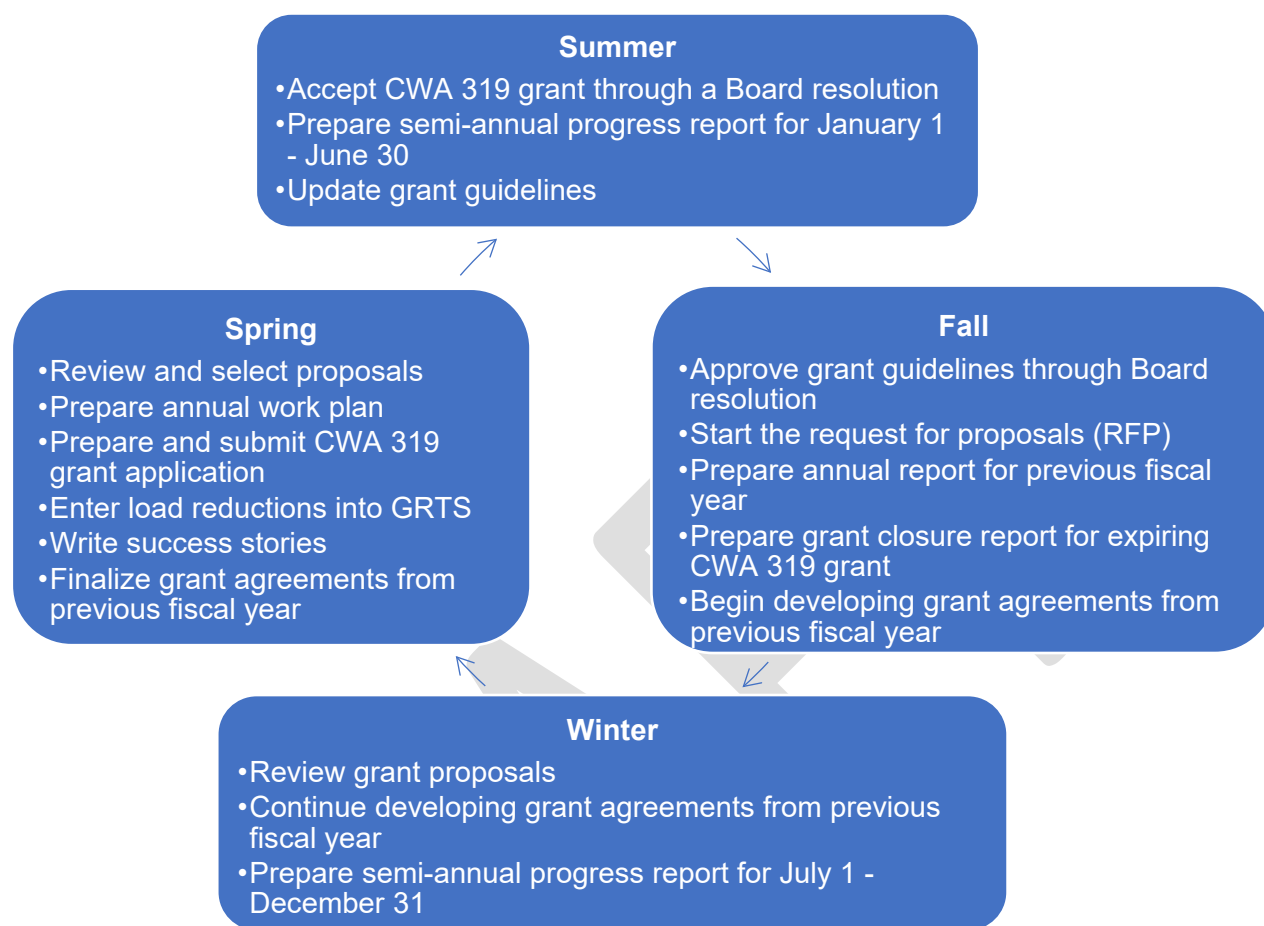 Summer
•Accept CWA 319 grant through a Board resolution
•Prepare semi-annual progress report for January 1
- June 30
•Update grant guidelines
Fall
•Approve grant guidelines through Board
resolution
•Start the request for proposals (RFP)
•Prepare annual report for previous fiscal
year
•Prepare grant closure report for expiring
CWA 319 grant
•Begin developing grant agreements from
previous fiscal year
Winter
•Review grant proposals
•Continue developing grant agreements from previous
fiscal year
•Prepare semi-annual progress report for July 1 -
December 31
Spring
•Review and select proposals
•Prepare annual work plan
•Prepare and submit CWA 319
grant application
•Enter load reductions into GRTS
•Write success stories
•Finalize grant agreements from
previous fiscal year